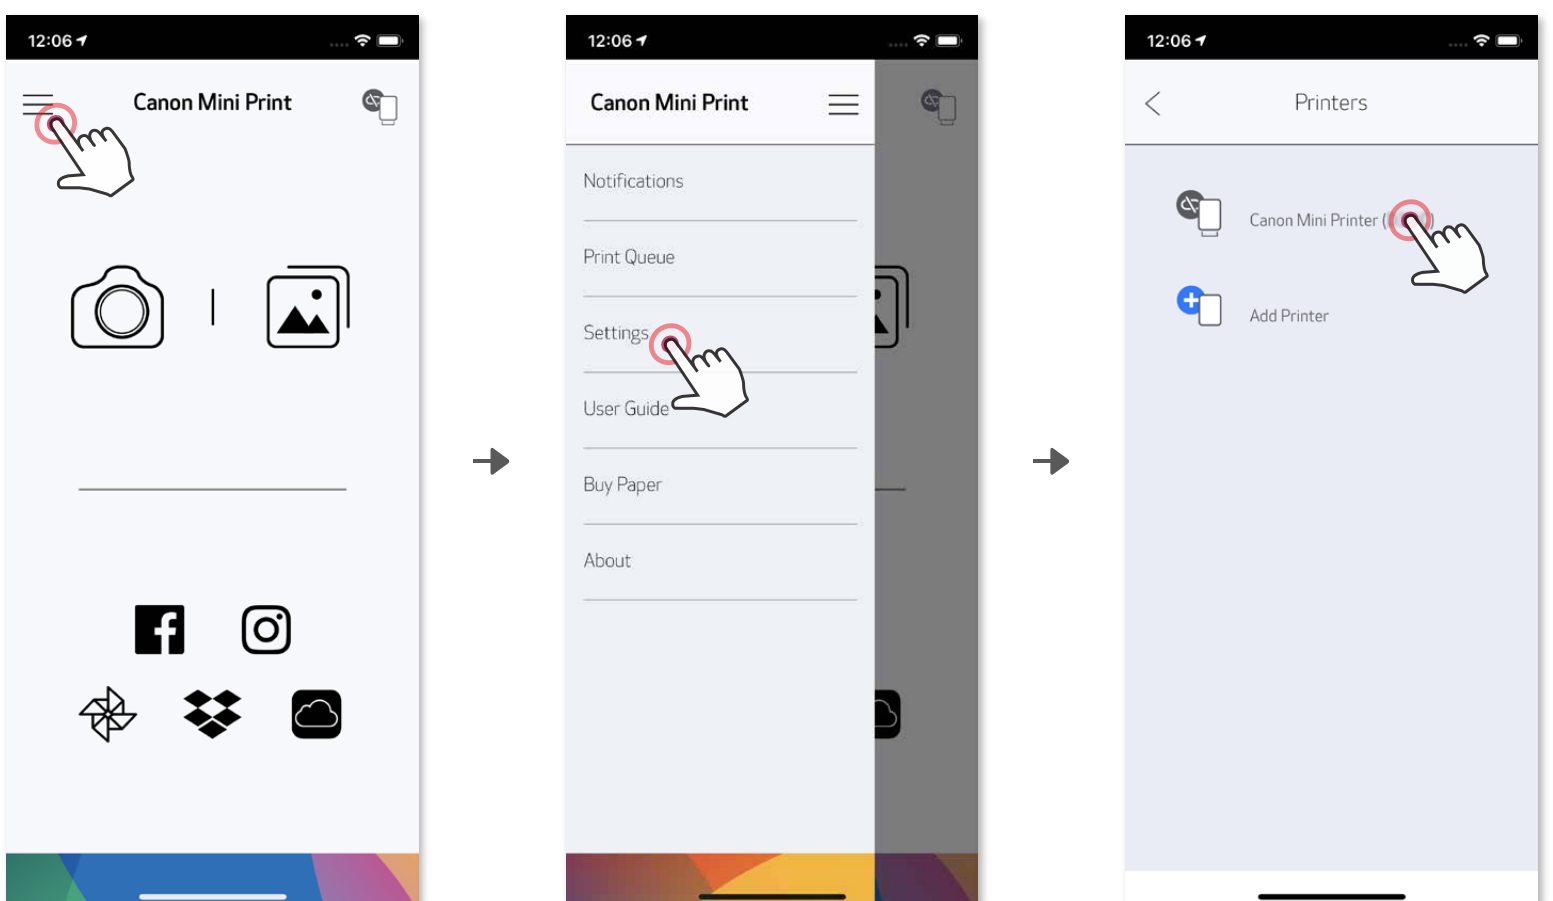 12:06
Canon Mini Print
12:06
Canon Mini Print
Notifications
Print Queue
Settings
User Guide
Buy Paper
About
12:06
Printers
Canon Mini Printer ( )
Add Printer